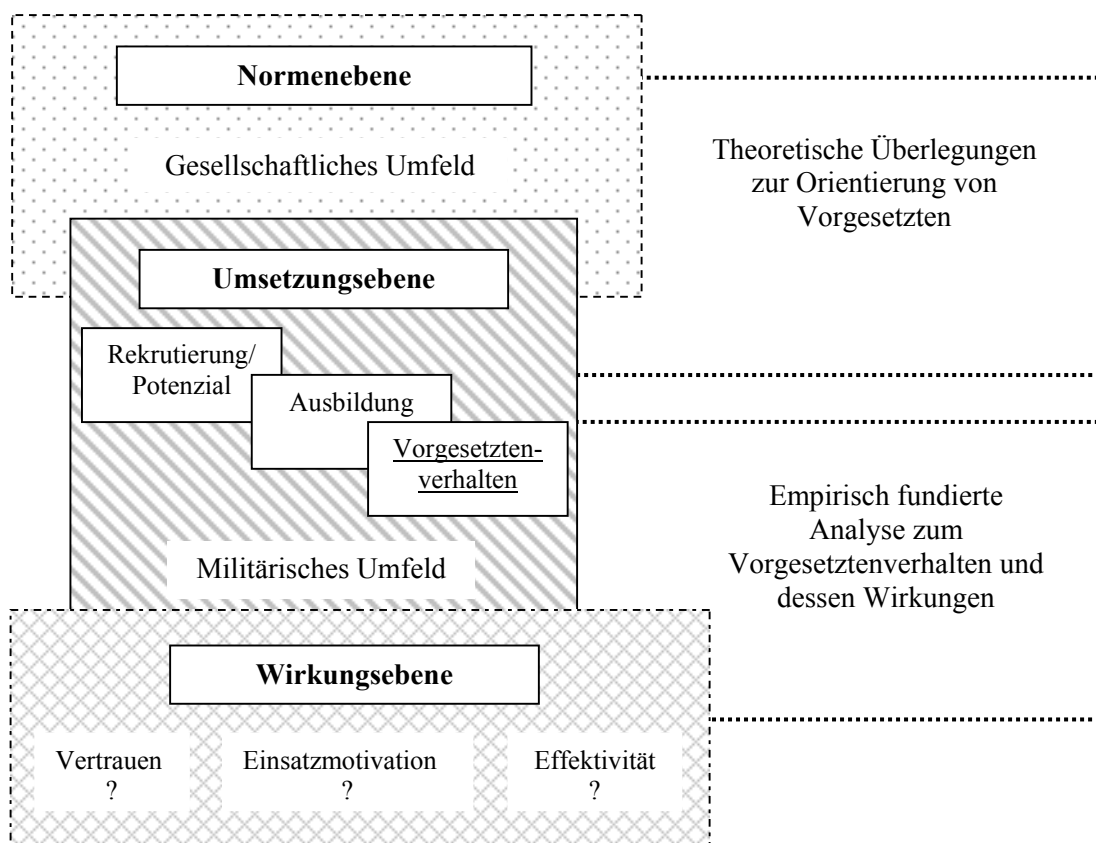 Normenebene
Gesellschaftliches Umfeld
Theoretische Überlegungen
zur Orientierung von
Vorgesetzten
Umsetzungsebene
Rekrutierung/
Potenzial
Ausbildung
Vorgesetzten-
verhalten
Militärisches Umfeld
Empirisch fundierte
Analyse zum
Vorgesetztenverhalten und
dessen Wirkungen
Wirkungsebene
Vertrauen
?
Einsatzmotivation
?
Effektivität
?